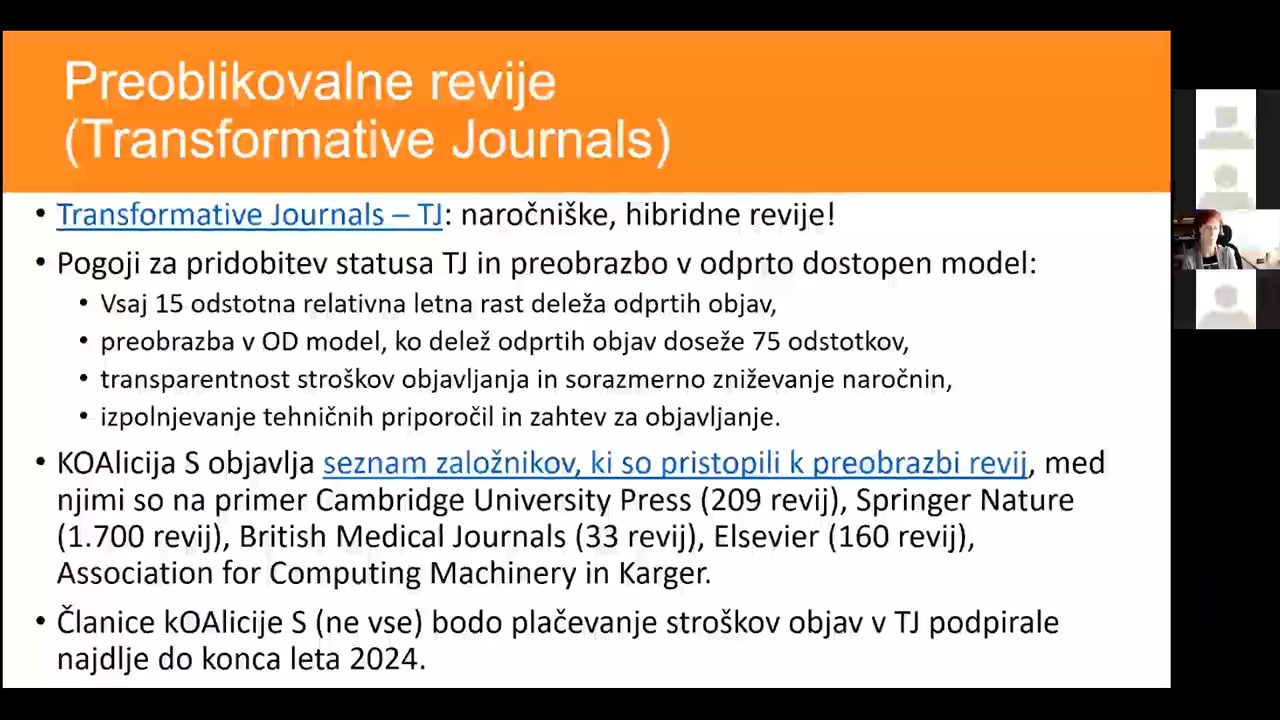 Preoblikovalne revije
(Transformative Journals)
• Transformative Journals – TJ: naročniške, hibridne revije!
• Pogoji za pridobitev statusa TJ in preobrazbo v odprto dostopen model:
• Vsaj 15 odstotna relativna letna rast deleža odprtih objav,
• preobrazba v OD model, ko delež odprtih objav doseže 75 odstotkov,
• transparentnost stroškov objavljanja in sorazmerno zniževanje naročnin,
• izpolnjevanje tehničnih priporočil in zahtev za objavljanje.
• KOAlicija S objavlja seznam založnikov, ki so pristopili k preobrazbi revij, med
njimi so na primer Cambridge University Press (209 revij), Springer Nature
(1.700 revij), British Medical Journals (33 revij), Elsevier (160 revij),
Association for Computing Machinery in Karger.
• Članice kOAlicije S (ne vse) bodo plačevanje stroškov objav v TJ podpirale
najdlje do konca leta 2024.